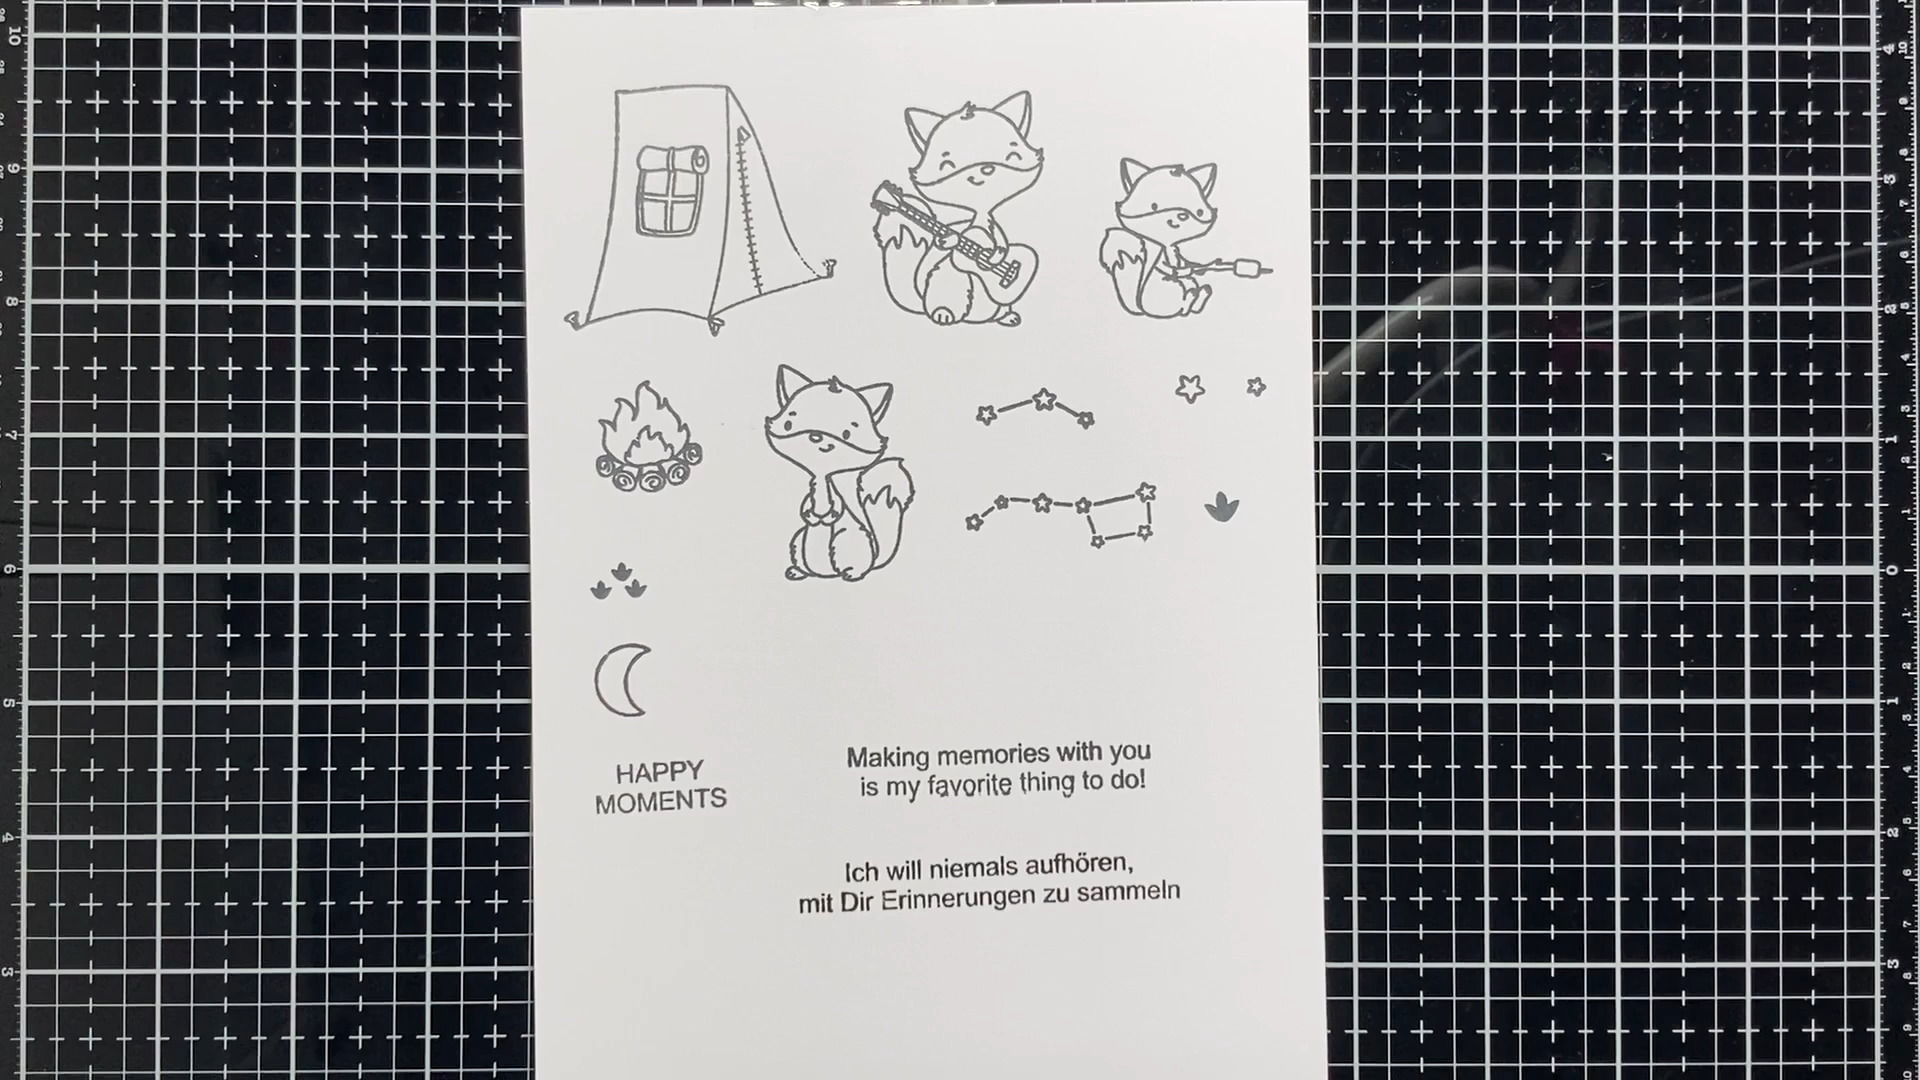 HAPPY
MOMENTS
Making memories with you
is my favorite thing to do!
Ich will niemals aufhören,
mit Dir Erinnerungen zu sammeln